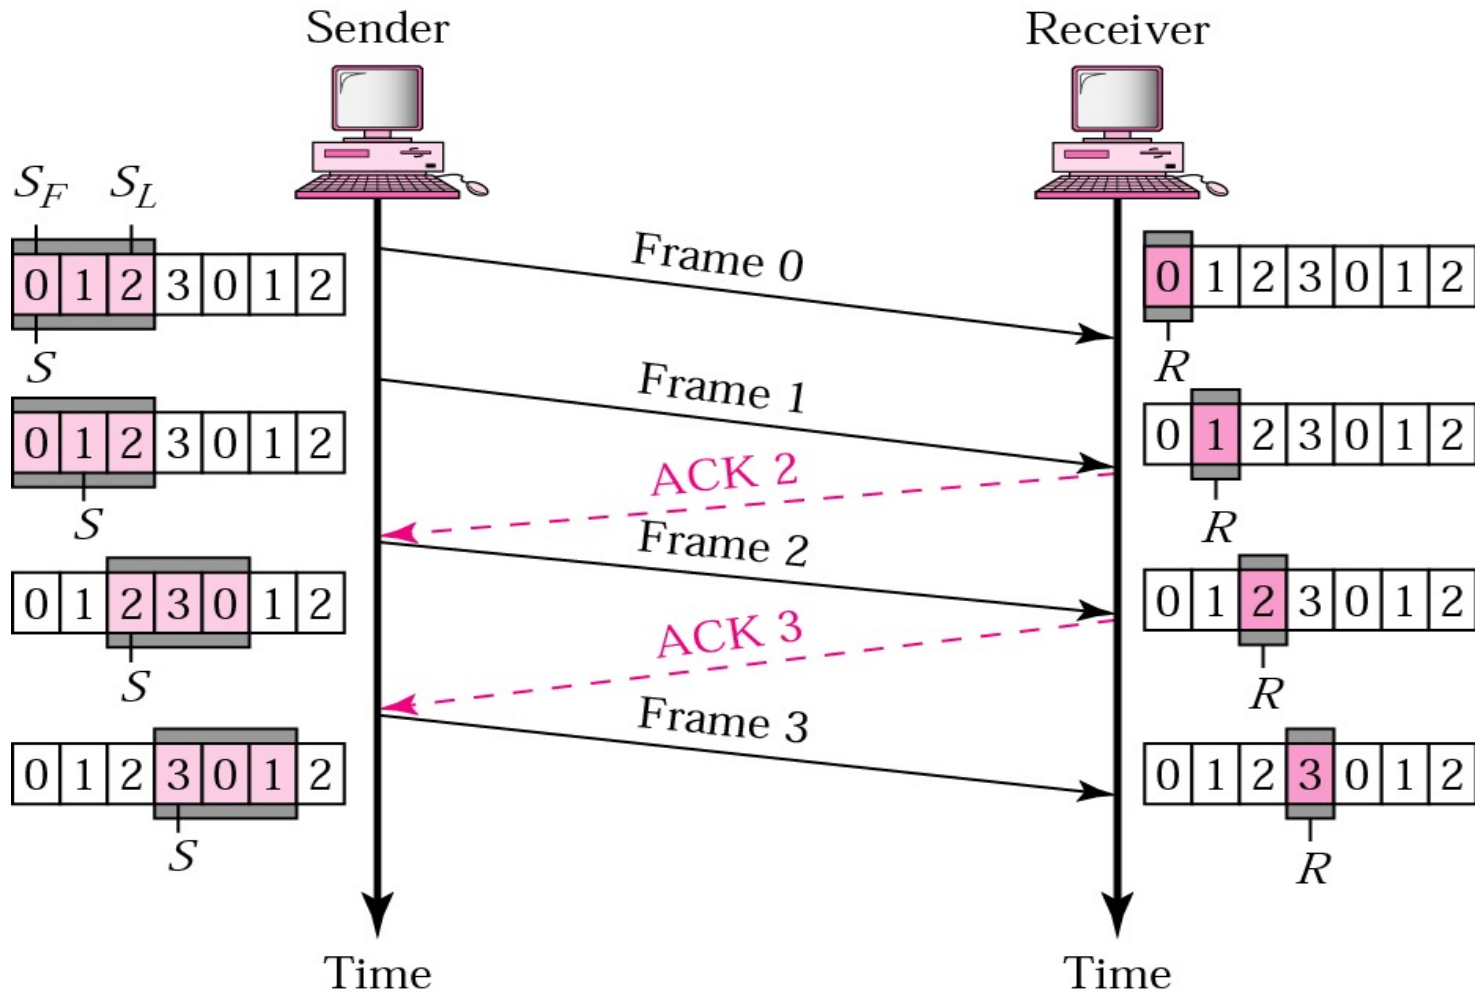 Sender
Receiver
S_F S_L
Frame 0
0 1 2 3 0 1 2
0 1 2 3 0 1 2
S
R
Frame 1
0 1 2 3 0 1 2
0 1 2 3 0 1 2
ACK 2
S
R
Frame 2
0 1 2 3 0 1 2
0 1 2 3 0 1 2
ACK 3
S
R
Frame 3
0 1 2 3 0 1 2
0 1 2 3 0 1 2
S
R
Time
Time